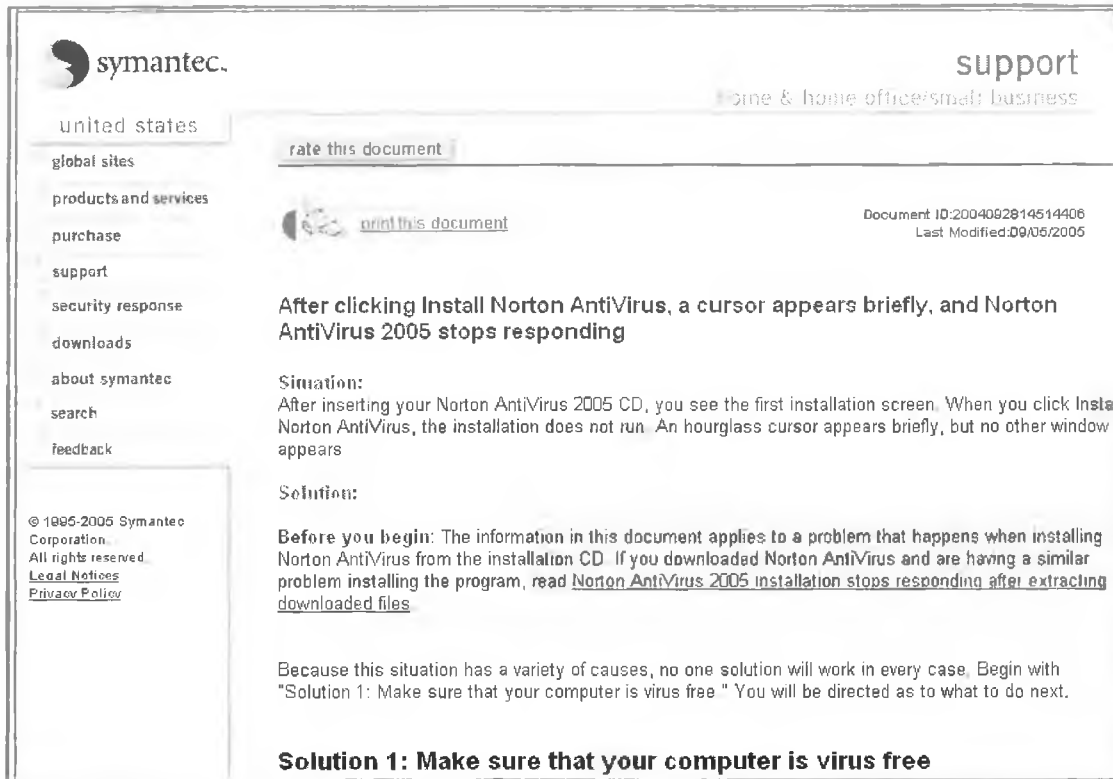 symantec.
support
home & home office/small business
united states
global sites
products and services
purchase
support
security response
downloads
about symantec
search
feedback
© 1995-2005 Symantec
Corporation.
All rights reserved.
Legal Notices
Privacy Policy
rate this document
print this document
Document ID:2004092814514406
Last Modified:09/05/2005
After clicking Install Norton AntiVirus, a cursor appears briefly, and Norton
AntiVirus 2005 stops responding
Situation:
After inserting your Norton AntiVirus 2005 CD, you see the first installation screen. When you click Insta
Norton AntiVirus, the installation does not run. An hourglass cursor appears briefly, but no other window
appears
Solution:
Before you begin: The information in this document applies to a problem that happens when installing
Norton AntiVirus from the installation CD. If you downloaded Norton AntiVirus and are having a similar
problem installing the program, read Norton AntiVirus 2005 installation stops responding after extracting
downloaded files
Because this situation has a variety of causes, no one solution will work in every case. Begin with
"Solution 1: Make sure that your computer is virus free." You will be directed as to what to do next.
Solution 1: Make sure that your computer is virus free